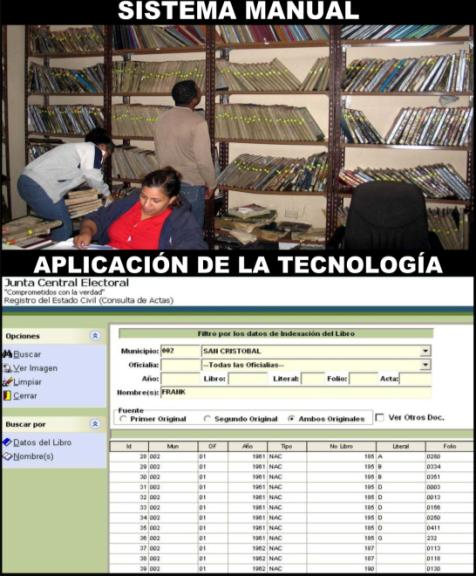 SISTEMA MANUAL
APLICACIÓN DE LA TECNOLOGÍA
Junta Central Electoral
"Comprometidos con la verdad"
Registro del Estado Civil (Consulta de Actas)
Opciones
Buscar
Ver Imagen
Limpiar
Cerrar
Buscar por
Datos del Libro
Nombre(s)
Filtro por los datos de Indexación del Libro
Municipio: 002 SAN CRISTOBAL
Oficialia: --Todas las Oficialias--
Año: Libro: Literal: Folio: Acta:
Nombre(s): FRANK
Fuente
Primer Original Segundo Original Ambos Originales Ver Otros Doc.
Id Mun Of Año Tipo No Libro Literal Folio
28 002 01 1961 NAC 185 A 0280
29 002 01 1961 NAC 185 B 0334
30 002 01 1961 NAC 185 B 0351
31 002 01 1961 NAC 185 D 0003
32 002 01 1961 NAC 185 D 0013
33 002 01 1961 NAC 185 D 0166
34 002 01 1961 NAC 185 D 0260
35 002 01 1961 NAC 185 D 0411
36 002 01 1961 NAC 185 G 232
37 002 01 1962 NAC 187 0113
38 002 01 1962 NAC 187 0118
39 002 01 1962 NAC 190 0130